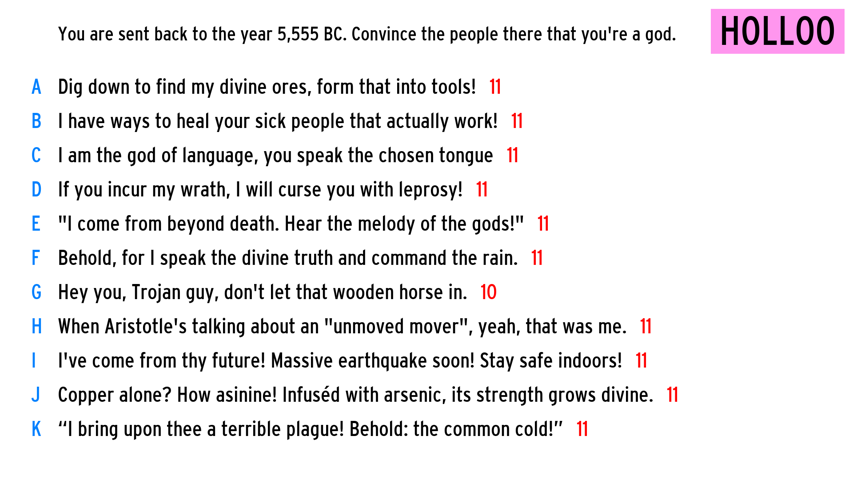 You are sent back to the year 5,555 BC. Convince the people there that you're a god.
HOLLOO
A Dig down to find my divine ores, form that into tools! 11
B I have ways to heal your sick people that actually work! 11
C I am the god of language, you speak the chosen tongue 11
D If you incur my wrath, I will curse you with leprosy! 11
E "I come from beyond death. Hear the melody of the gods!" 11
F Behold, for I speak the divine truth and command the rain. 11
G Hey you, Trojan guy, don't let that wooden horse in. 10
H When Aristotle's talking about an "unmoved mover", yeah, that was me. 11
I I've come from thy future! Massive earthquake soon! Stay safe indoors! 11
J Copper alone? How asinine! Infuséd with arsenic, its strength grows divine. 11
K “I bring upon thee a terrible plague! Behold: the common cold!” 11